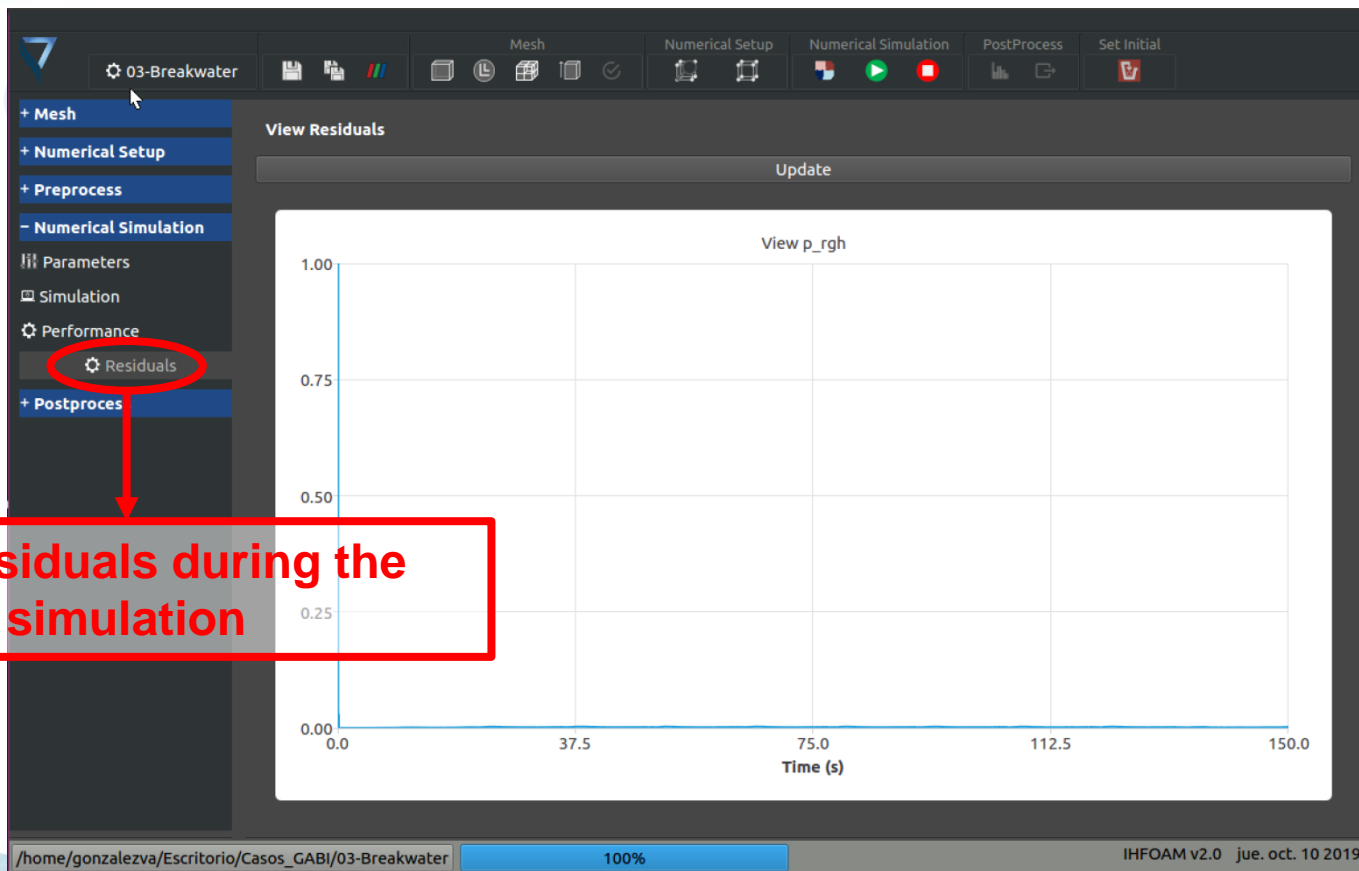 Mesh
Numerical Setup
Numerical Simulation
PostProcess
Set Initial
03-Breakwater
+ Mesh
+ Numerical Setup
+ Preprocess
− Numerical Simulation
Parameters
Simulation
Performance
Residuals
+ Postproces
View Residuals
Update
View p_rgh
1.00
0.75
0.50
0.25
0.00
0.0 37.5 75.0 112.5 150.0
Time (s)
siduals during the
simulation
/home/gonzalezva/Escritorio/Casos_GABI/03-Breakwater
100%
IHFOAM v2.0 jue. oct. 10 2019